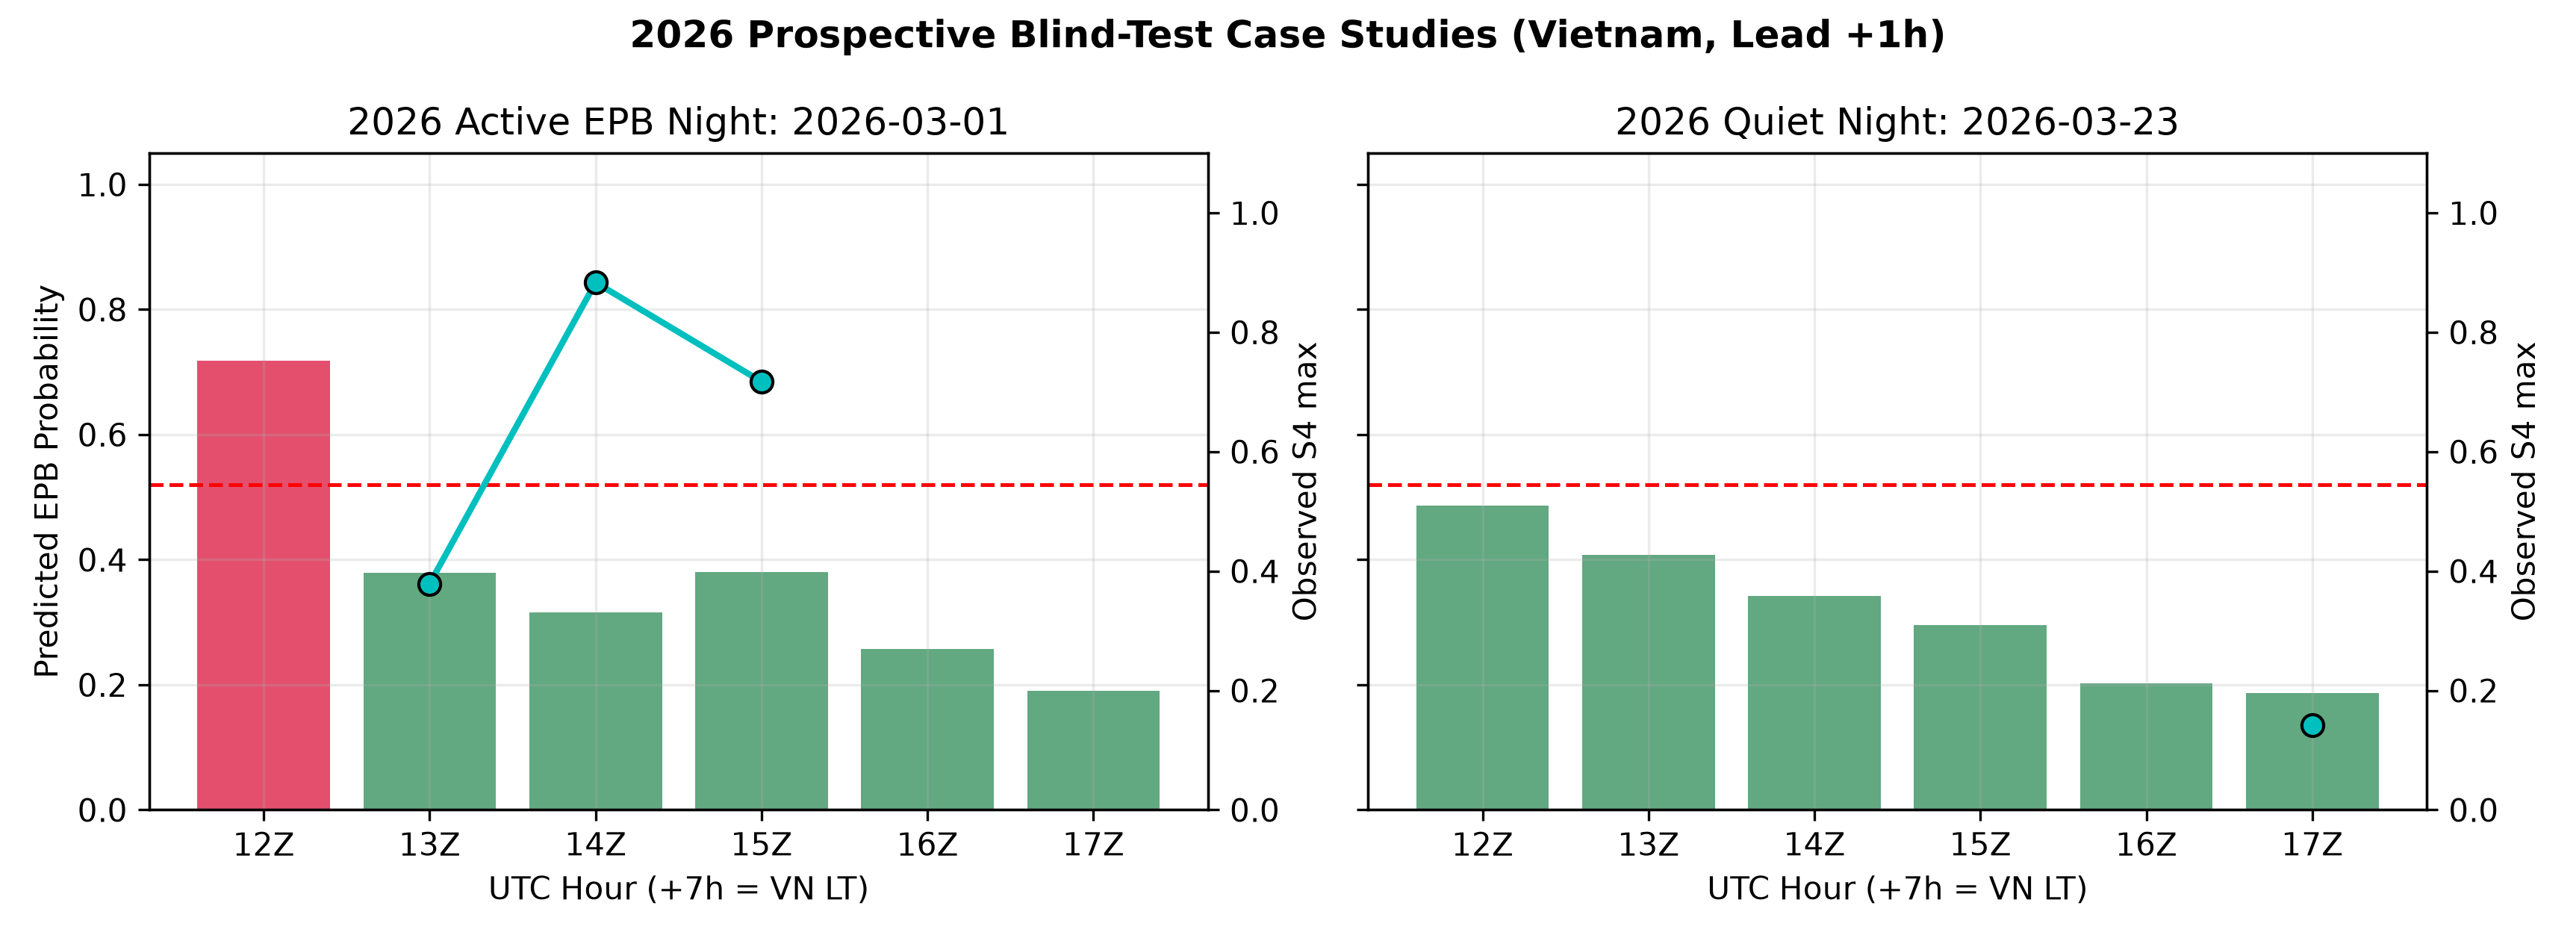 2026 Prospective Blind-Test Case Studies (Vietnam, Lead +1h)
2026 Active EPB Night: 2026-03-01
Predicted EPB Probability
1.0
0.8
0.6
0.4
0.2
0.0
1.0
0.8
0.6
0.4
0.2
0.0
Observed S4 max
12Z 13Z 14Z 15Z 16Z 17Z
UTC Hour (+7h = VN LT)
2026 Quiet Night: 2026-03-23
1.0
0.8
0.6
0.4
0.2
0.0
Observed S4 max
12Z 13Z 14Z 15Z 16Z 17Z
UTC Hour (+7h = VN LT)